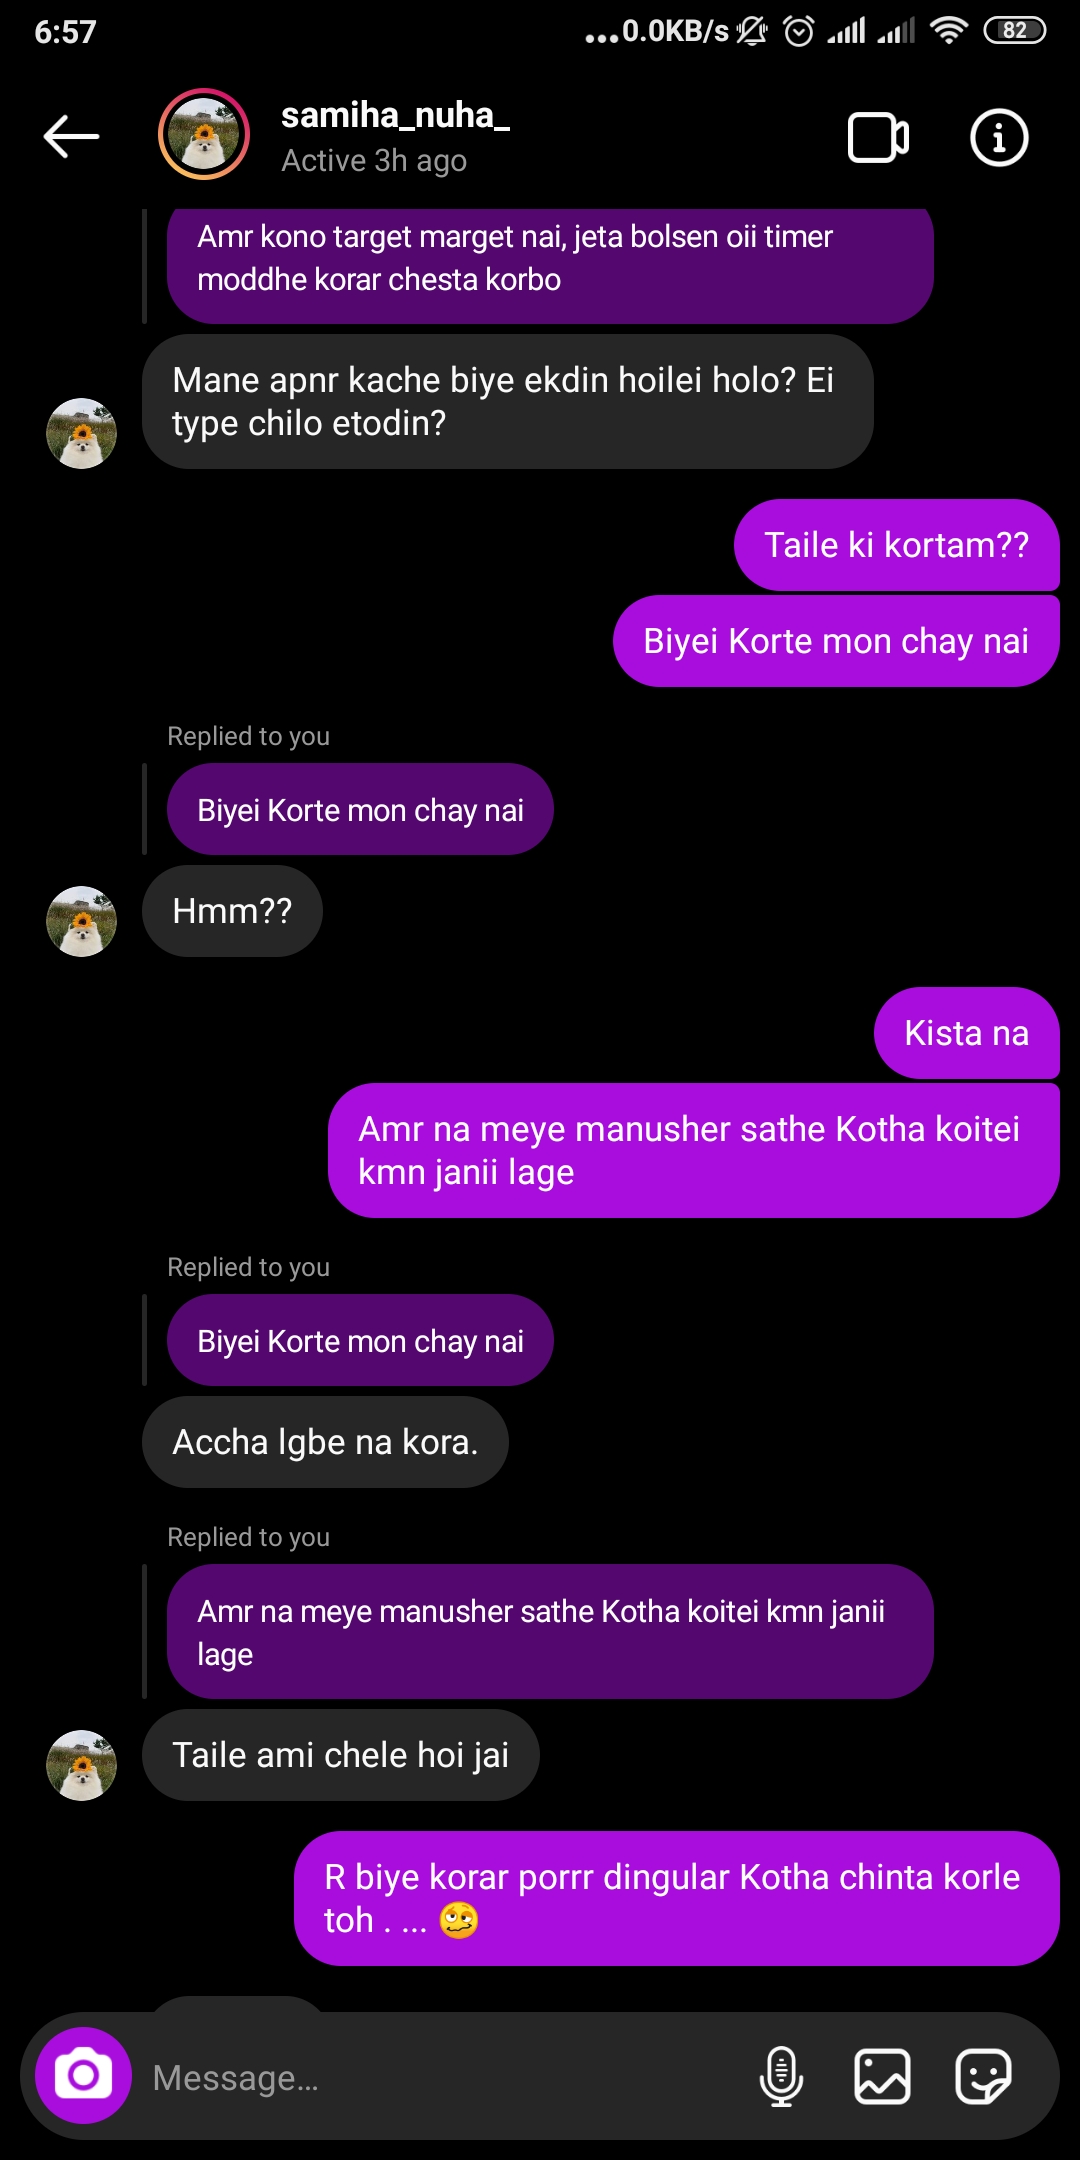 6:57
...0.0KB/s
82
samiha_nuha_
Active 3h ago
Amr kono target marget nai, jeta bolsen oii timer
moddhe korar chesta korbo
Mane apnr kache biye ekdin hoilei holo? Ei
type chilo etodin?
Taile ki kortam??
Biyei Korte mon chay nai
Replied to you
Biyei Korte mon chay nai
Hmm??
Kista na
Amr na meye manusher sathe Kotha koitei
kmn janii lage
Replied to you
Biyei Korte mon chay nai
Accha lgbe na kora.
Replied to you
Amr na meye manusher sathe Kotha koitei kmn janii
lage
Taile ami chele hoi jai
R biye korar porrr dingular Kotha chinta korle
toh . ... 🥴
Message...